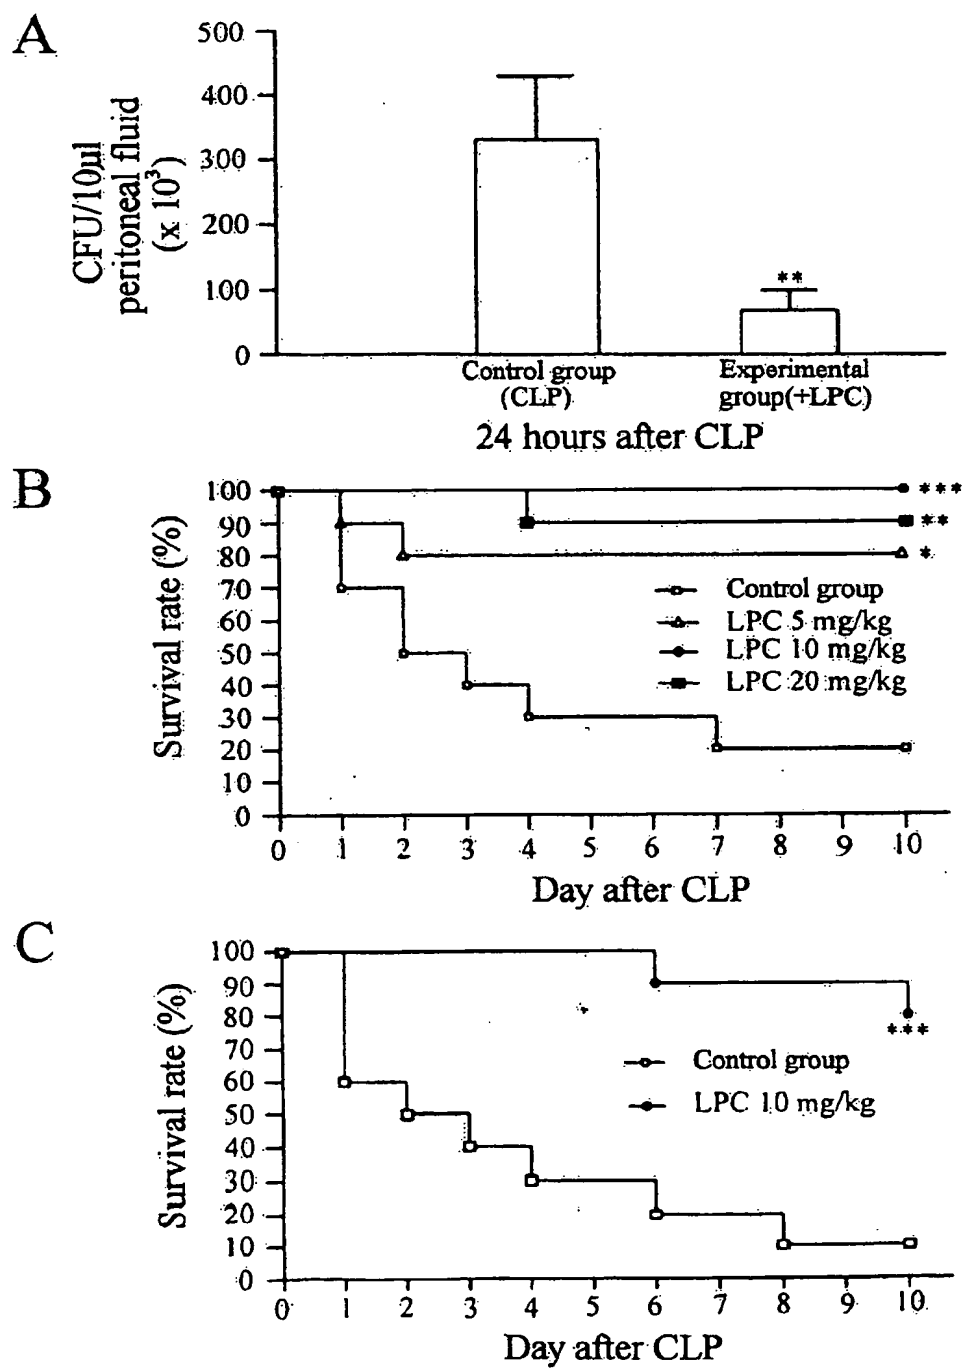 A
500
400
300
200
100
0
CFU/10µl
peritoneal fluid
(x 10³)
**
Control group
(CLP)
Experimental
group(+LPC)
24 hours after CLP
B
100
90
80
70
60
50
40
30
20
10
0
Survival rate (%)
***
**
*
Control group
LPC 5 mg/kg
LPC 10 mg/kg
LPC 20 mg/kg
0 1 2 3 4 5 6 7 8 9 10
Day after CLP
C
100
90
80
70
60
50
40
30
20
10
0
Survival rate (%)
***
Control group
LPC 10 mg/kg
0 1 2 3 4 5 6 7 8 9 10
Day after CLP